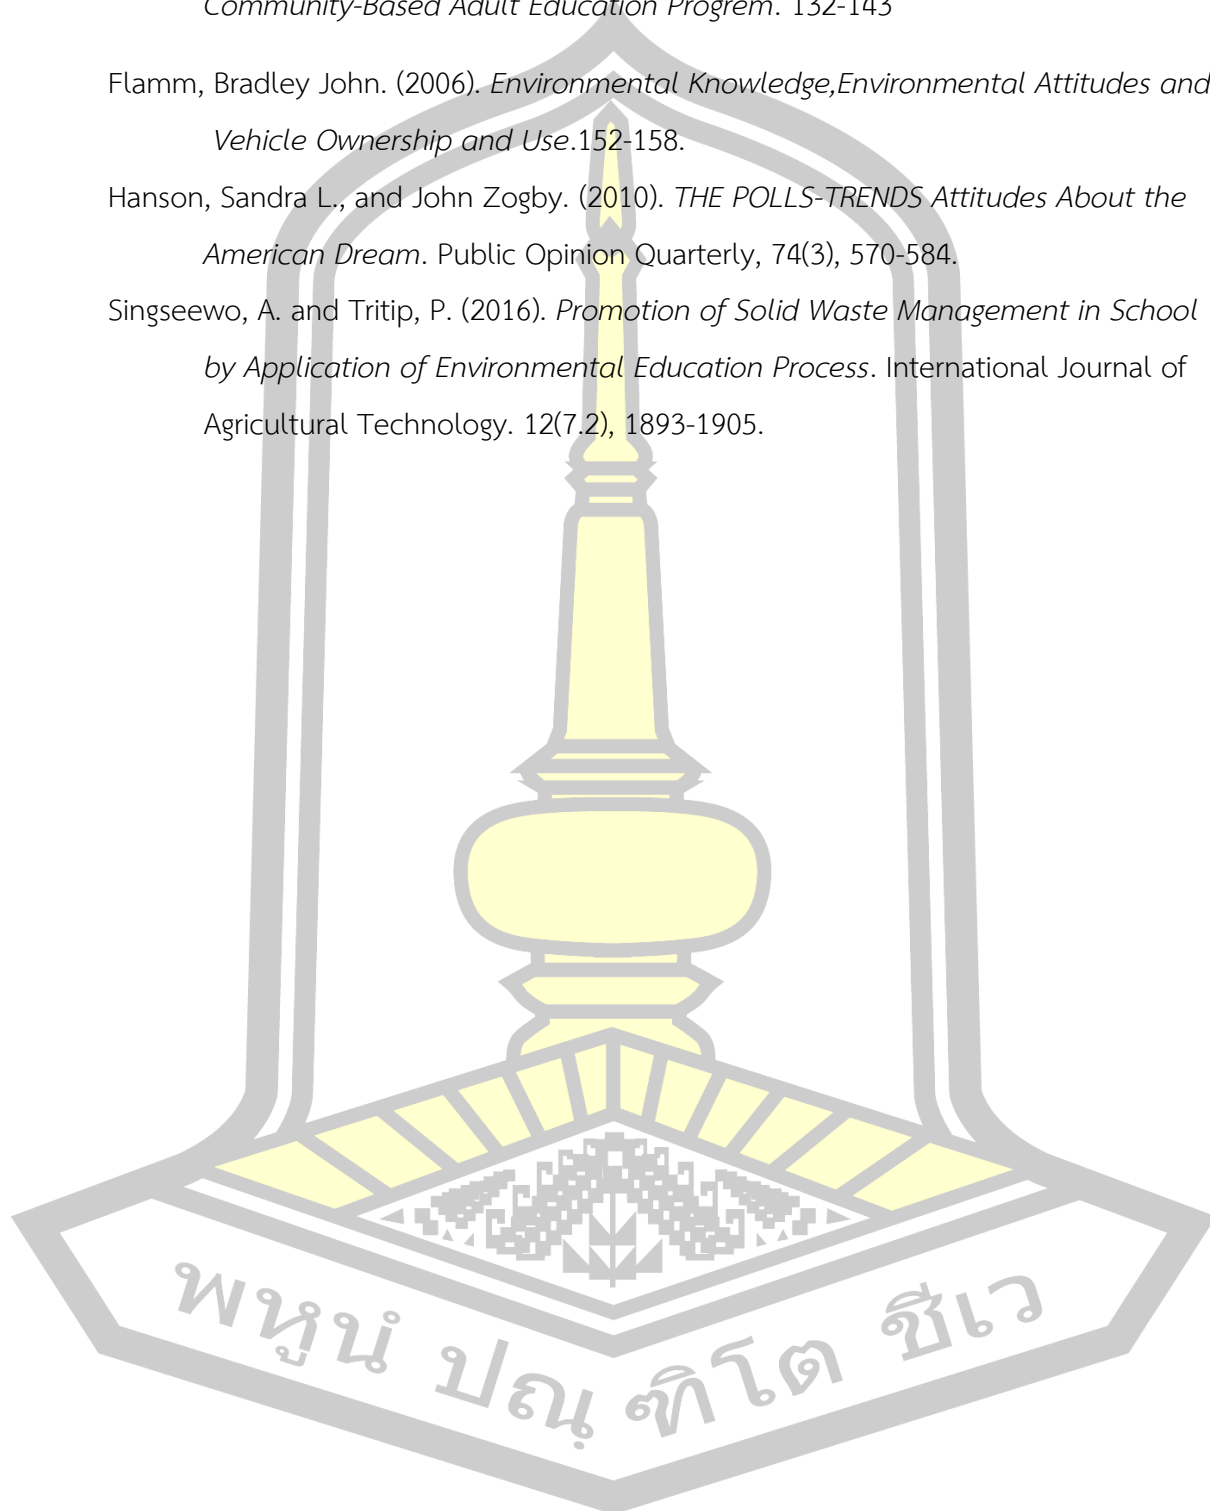 Community-Based Adult Education Progrem. 132-143
Flamm, Bradley John. (2006). Environmental Knowledge,Environmental Attitudes and
Vehicle Ownership and Use.152-158.
Hanson, Sandra L., and John Zogby. (2010). THE POLLS-TRENDS Attitudes About the
American Dream. Public Opinion Quarterly, 74(3), 570-584.
Singseewo, A. and Tritip, P. (2016). Promotion of Solid Waste Management in School
by Application of Environmental Education Process. International Journal of
Agricultural Technology. 12(7.2), 1893-1905.
พหูนํ ปณฺฑิโต ชีเว